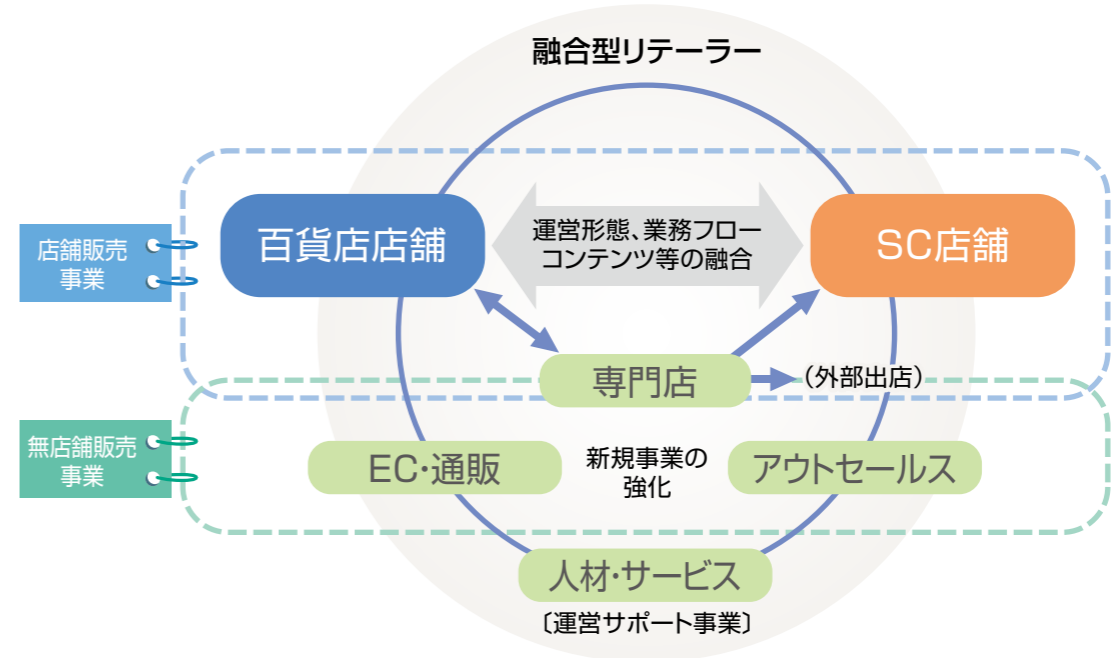 融合型リテーラー
店舗販売
事業
百貨店店舗
運営形態、業務フロー
コンテンツ等の融合
SC店舗
専門店
（外部出店）
無店舗販売
事業
EC・通販
新規事業の
強化
アウトセールス
人材・サービス
〔運営サポート事業〕